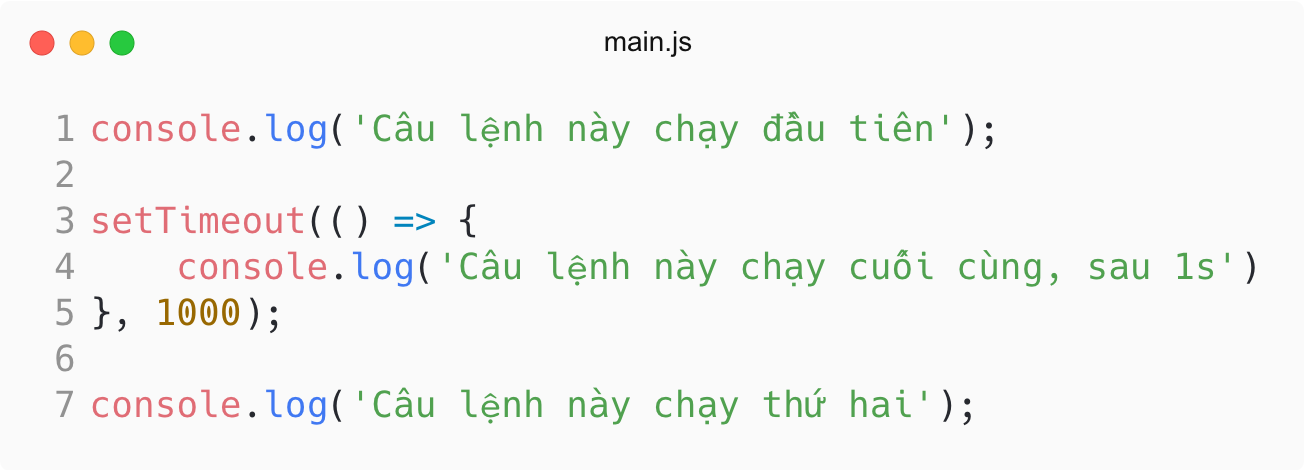 main.js
1 console.log('Câu lệnh này chạy đầu tiên');
2
3 setTimeout(() => {
4     console.log('Câu lệnh này chạy cuối cùng, sau 1s')
5 }, 1000);
6
7 console.log('Câu lệnh này chạy thứ hai');